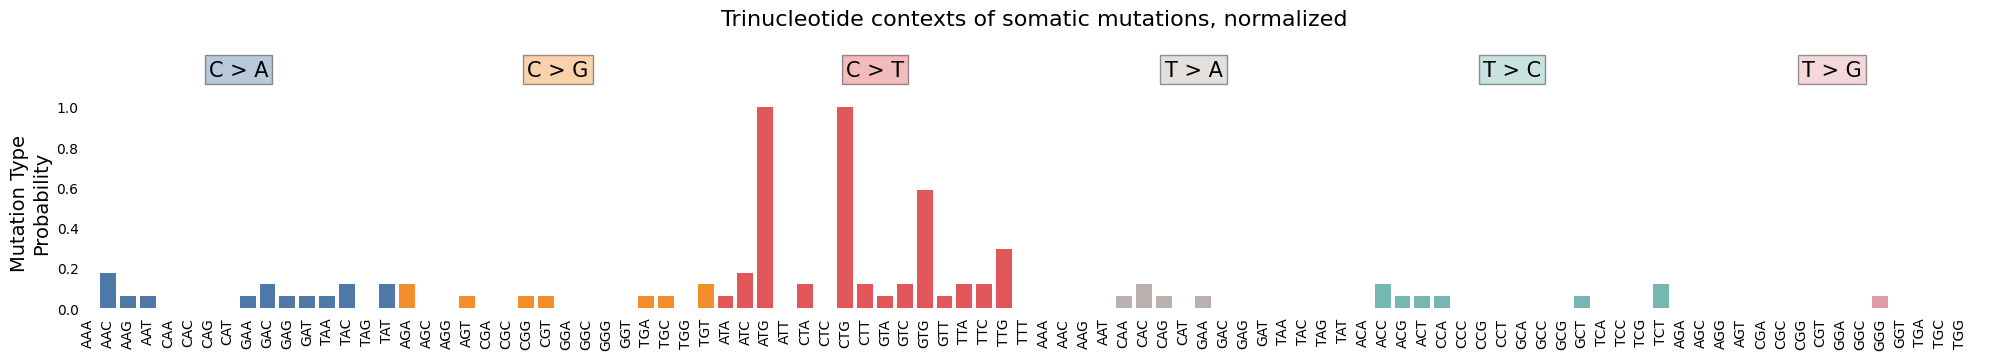 Trinucleotide contexts of somatic mutations, normalized
C > A
C > G
C > T
T > A
T > C
T > G
Mutation Type
Probability
1.0
0.8
0.6
0.4
0.2
0.0
AAA
AAC
AAG
AAT
CAA
CAC
CAG
CAT
GAA
GAC
GAG
GAT
TAA
TAC
TAG
TAT
AGA
AGC
AGG
AGT
CGA
CGC
CGG
CGT
GGA
GGC
GGG
GGT
TGA
TGC
TGG
TGT
ATA
ATC
ATG
ATT
CTA
CTC
CTG
CTT
GTA
GTC
GTG
GTT
TTA
TTC
TTG
TTT
AAA
AAC
AAG
AAT
CAA
CAC
CAG
CAT
GAA
GAC
GAG
GAT
TAA
TAC
TAG
TAT
ACA
ACC
ACG
ACT
CCA
CCC
CCG
CCT
GCA
GCC
GCG
GCT
TCA
TCC
TCG
TCT
AGA
AGC
AGG
AGT
CGA
CGC
CGG
CGT
GGA
GGC
GGG
GGT
TGA
TGC
TGG